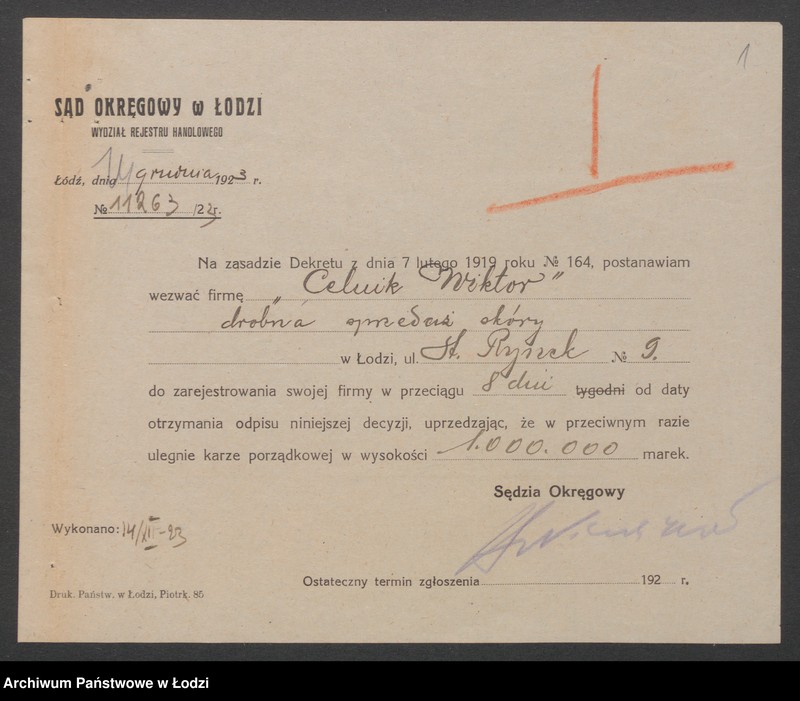 1
SĄD OKRĘGOWY w ŁODZI
WYDZIAŁ REJESTRU HANDLOWEGO
Łódź, dnia 14 grudnia 1923 r.
№ 11263 /23 r.
Na zasadzie Dekretu z dnia 7 lutego 1919 roku № 164, postanawiam
wezwać firmę „Celnik Wiktor”
drobna sprzedaż skóry
w Łodzi, ul. St. Rynek № 9.
do zarejestrowania swojej firmy w przeciągu 8 dni tygodni od daty
otrzymania odpisu niniejszej decyzji, uprzedzając, że w przeciwnym razie
ulegnie karze porządkowej w wysokości 1.000.000 marek.
Sędzia Okręgowy
Wykonano: 14/XII-23
Ostateczny termin zgłoszenia 192 r.
Druk. Państw. w Łodzi, Piotrk. 85
Archiwum Państwowe w Łodzi